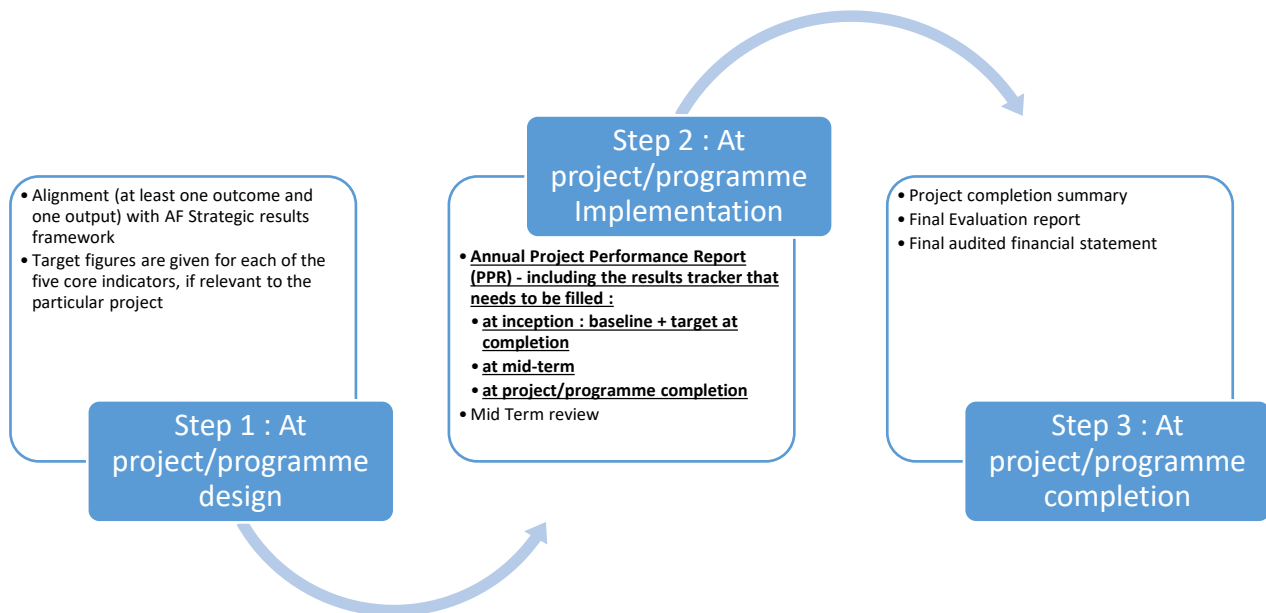 • Alignment (at least one outcome and
one output) with AF Strategic results
framework
• Target figures are given for each of the
five core indicators, if relevant to the
particular project
Step 1 : At
project/programme
design
Step 2 : At
project/programme
Implementation
• Annual Project Performance Report
(PPR) - including the results tracker that
needs to be filled :
• at inception : baseline + target at
completion
• at mid-term
• at project/programme completion
• Mid Term review
• Project completion summary
• Final Evaluation report
• Final audited financial statement
Step 3 : At
project/programme
completion